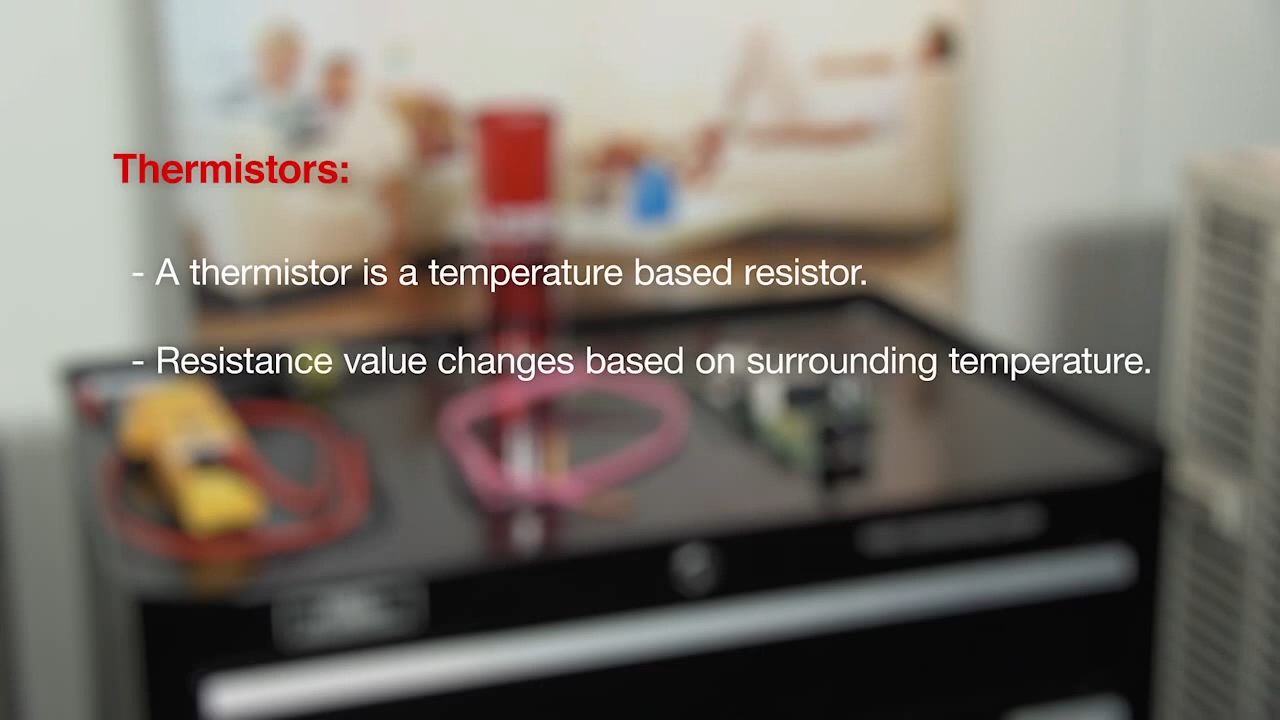 Thermistors:
- A thermistor is a temperature based resistor.
- Resistance value changes based on surrounding temperature.